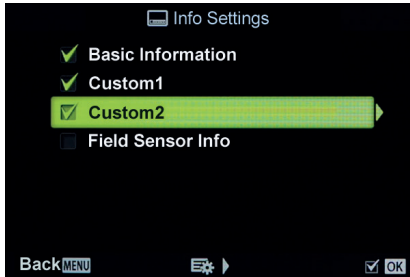 Info Settings
Basic Information
Custom1
Custom2
Field Sensor Info
Back MENU OK